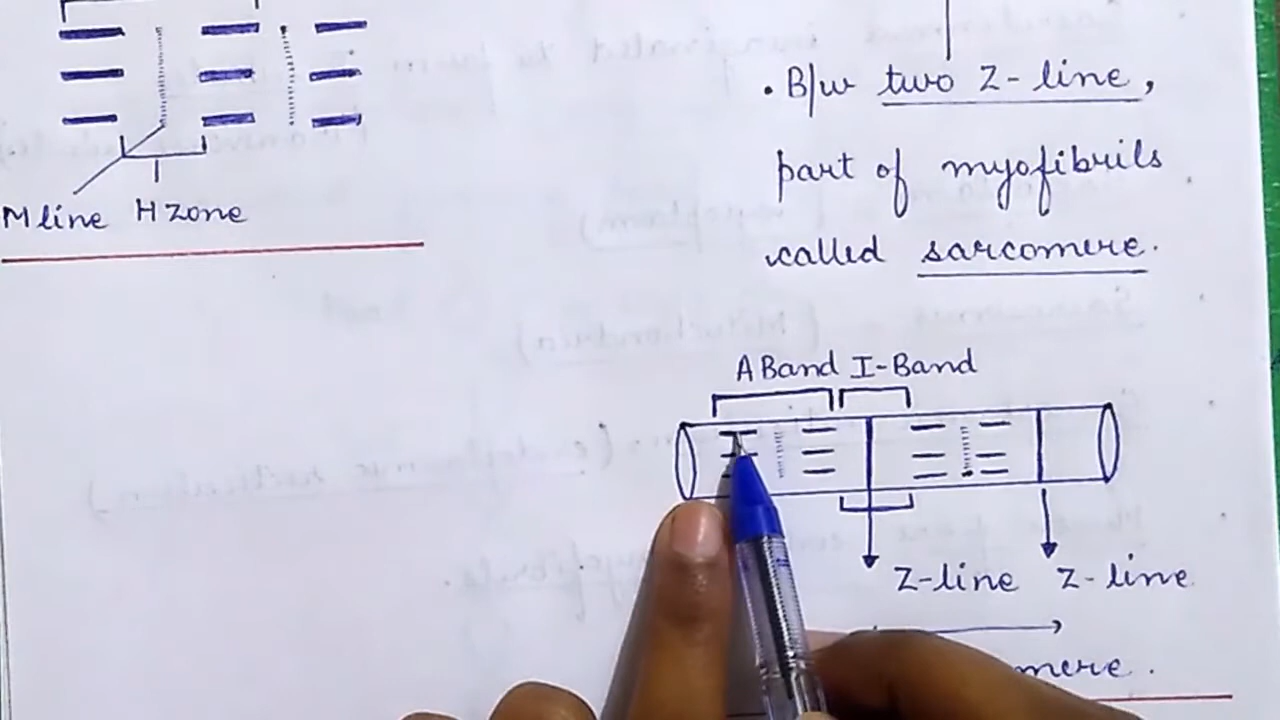 M line H zone
. B/w two Z-line,
part of myofibrils
called sarcomere.
A Band I-Band
Z-line Z-line